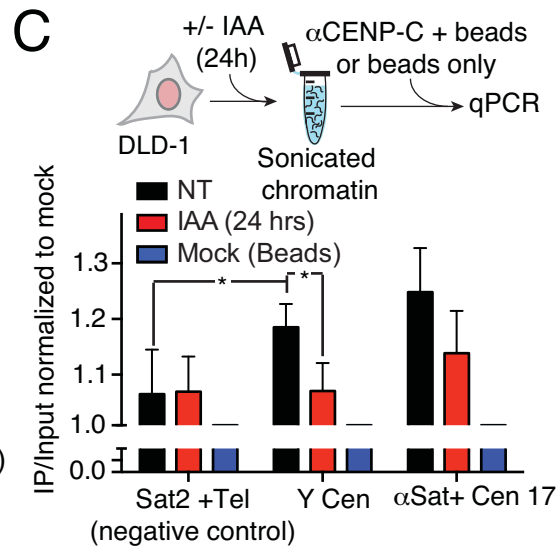 C
+/- IAA
(24h)
αCENP-C + beads
or beads only
qPCR
DLD-1
Sonicated
chromatin
NT
IAA (24 hrs)
Mock (Beads)
IP/Input normalized to mock
1.3
1.2
1.1
1.0
0.0
*
*
)
Sat2 +Tel
(negative control)
Y Cen
αSat+ Cen 17